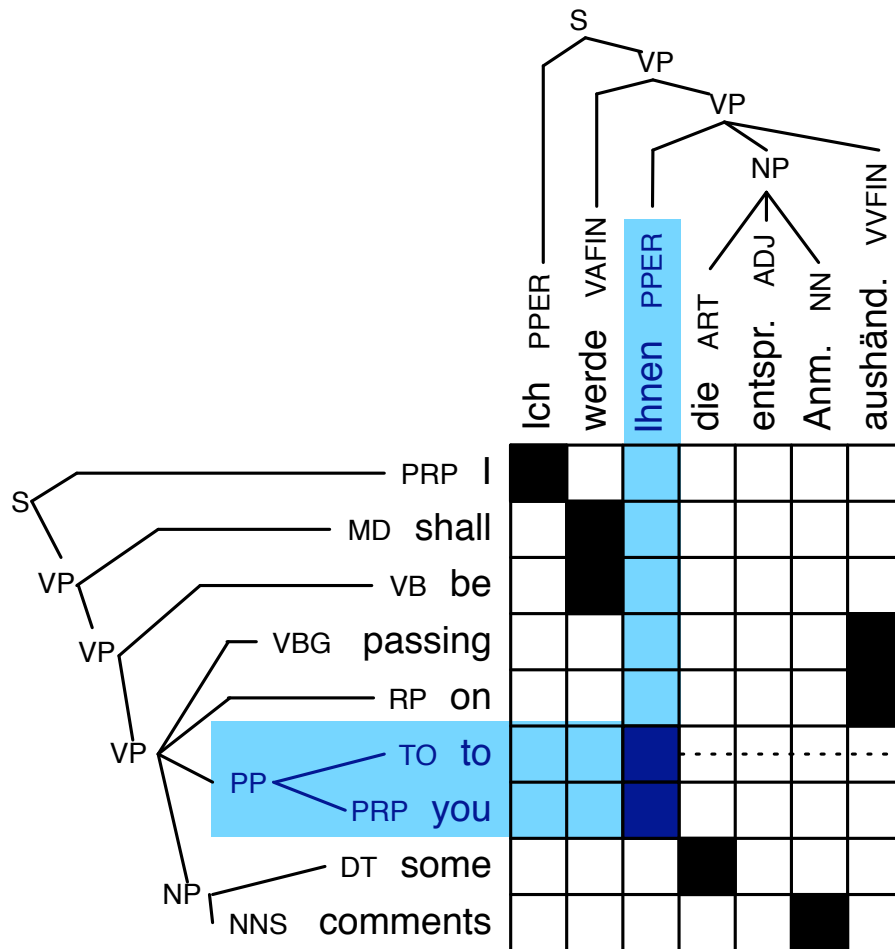 S
VP
VP
NP
Ich PPER
werde VAFIN
Ihnen PPER
die ART
entspr. ADJ
Anm. NN
aushänd. VVFIN
S
PRP I
VP
MD shall
VP
VB be
VBG passing
RP on
VP
TO to
PP
PRP you
DT some
NP
NNS comments